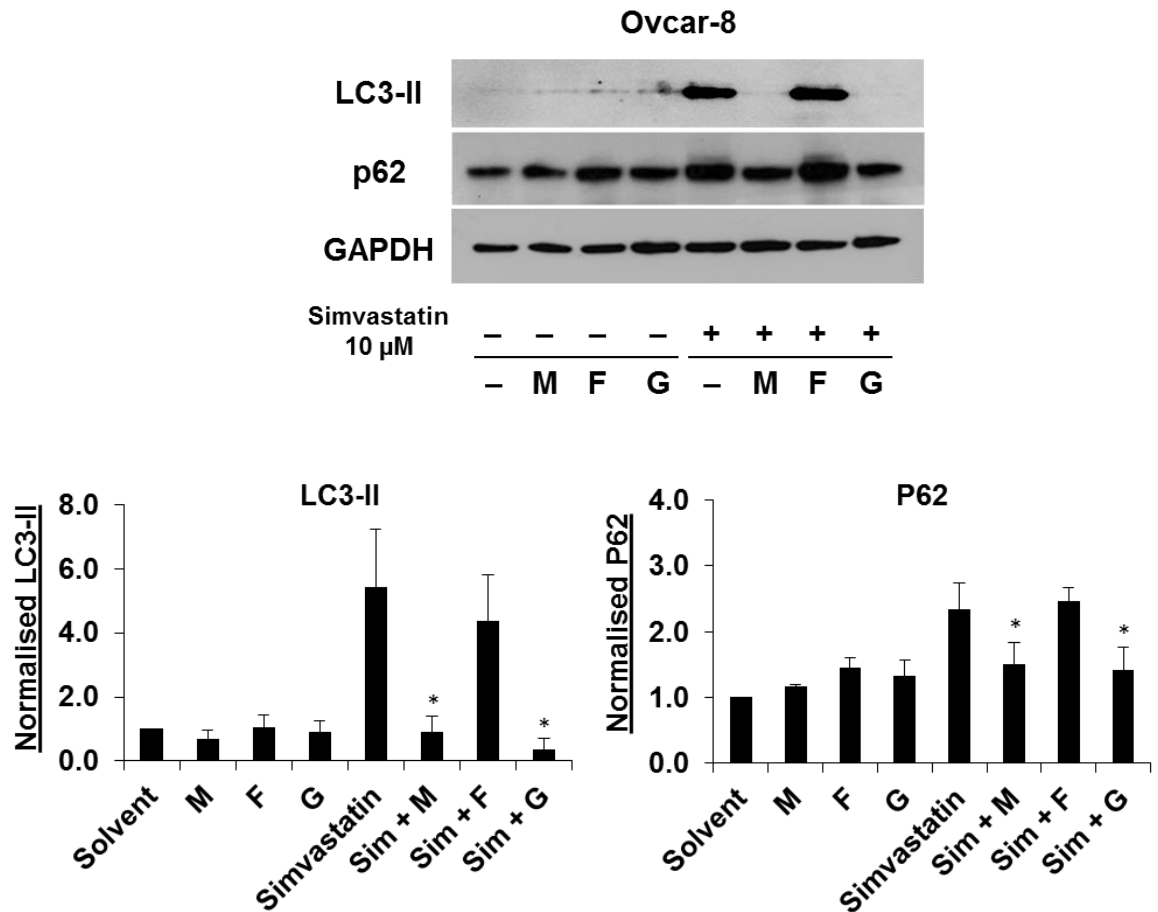 Ovcar-8
LC3-II
p62
GAPDH
Simvastatin
10 µM
– – – – + + + +
– M F G – M F G
LC3-II
Normalised LC3-II
8.0
6.0
4.0
2.0
0.0
*
*
Solvent
M
F
G
Simvastatin
Sim + M
Sim + F
Sim + G
P62
Normalised P62
4.0
3.0
2.0
1.0
0.0
*
*
Solvent
M
F
G
Simvastatin
Sim + M
Sim + F
Sim + G